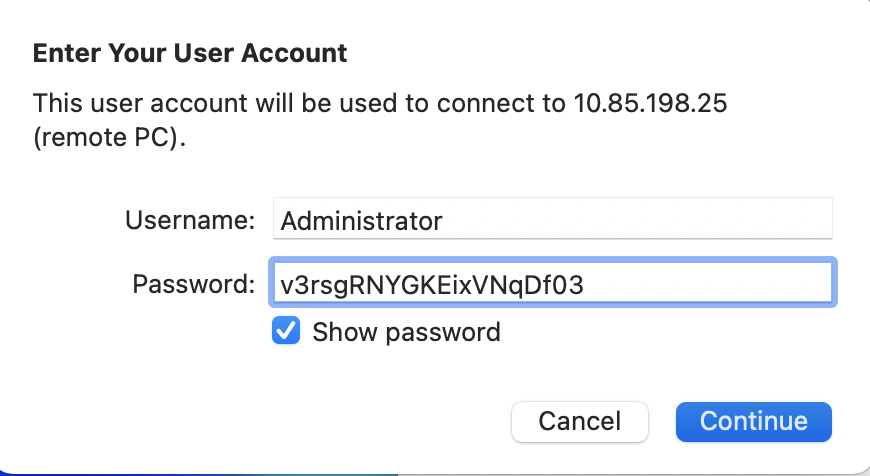 Enter Your User Account
This user account will be used to connect to 10.85.198.25
(remote PC).
Username: Administrator
Password: v3rsgRNYGKEixVNqDf03
Show password
Cancel Continue